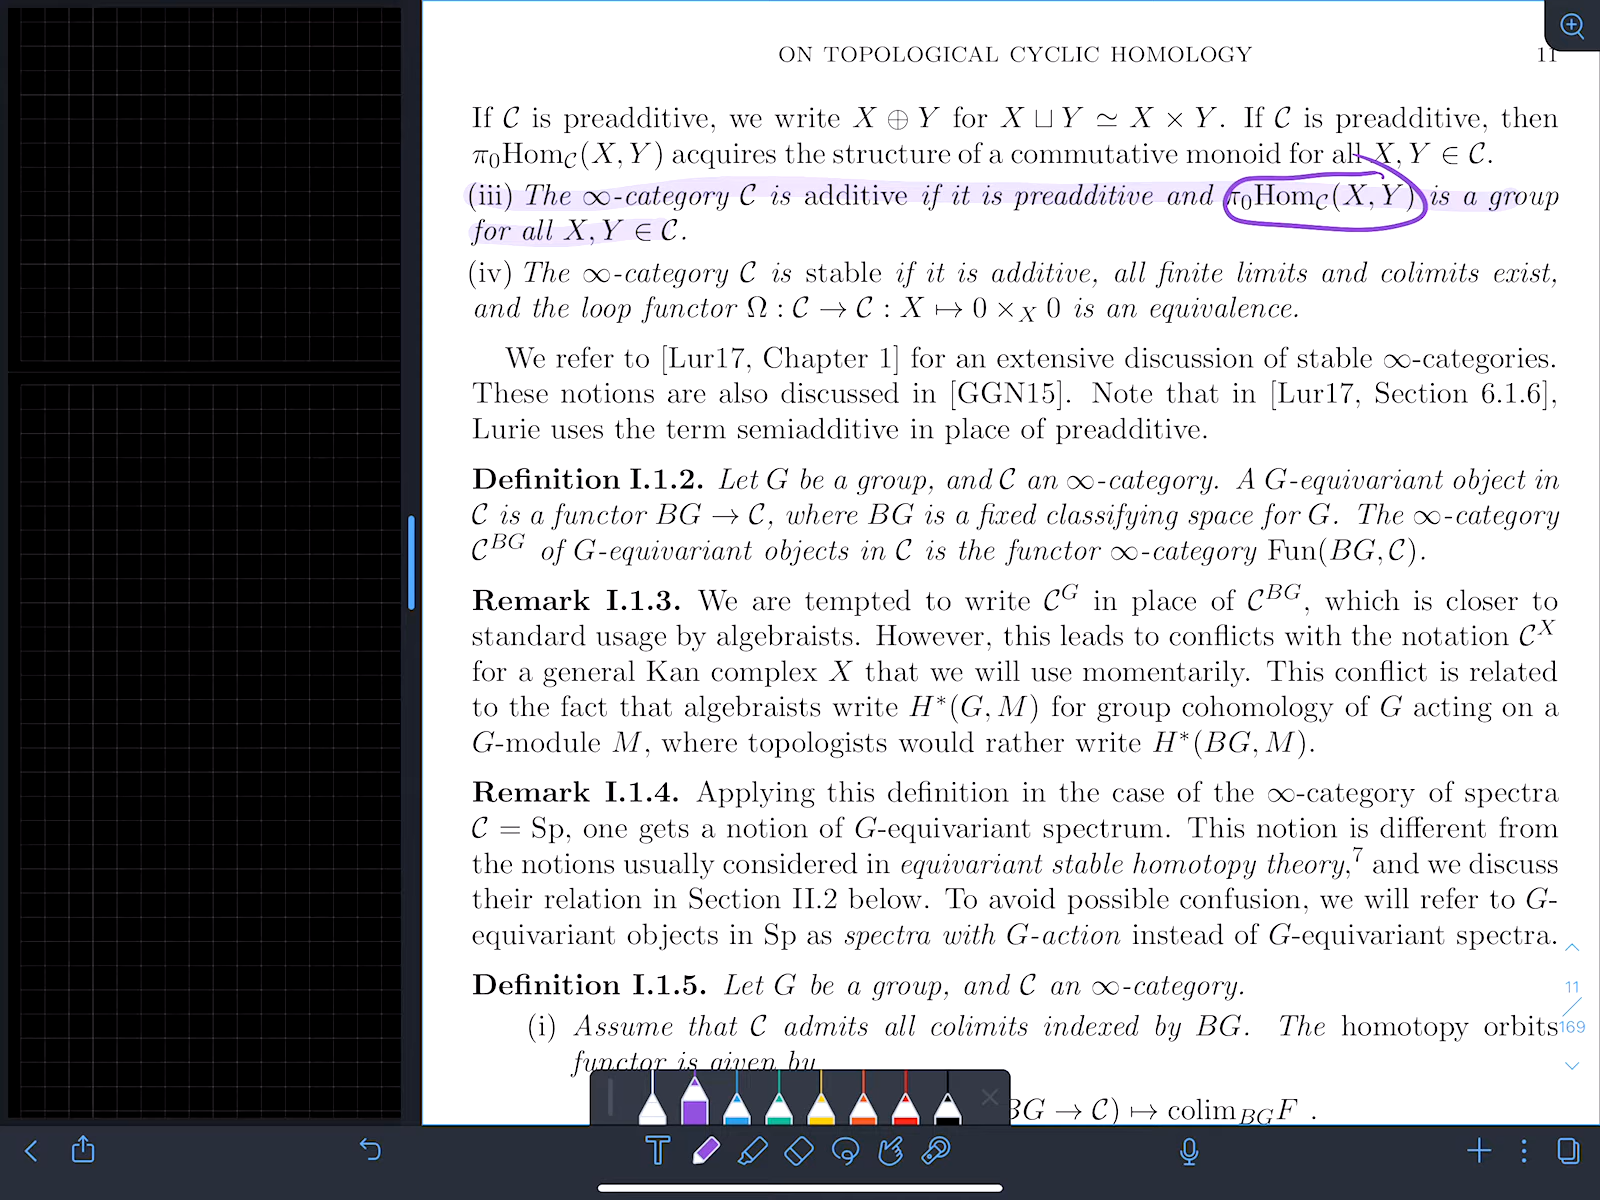 ON TOPOLOGICAL CYCLIC HOMOLOGY 11
If C is preadditive, we write X ⊕ Y for X ⊔ Y ≃ X × Y. If C is preadditive, then
π₀Hom_C(X, Y) acquires the structure of a commutative monoid for all X, Y ∈ C.
(iii) The ∞-category C is additive if it is preadditive and π₀Hom_C(X, Y) is a group
for all X, Y ∈ C.
(iv) The ∞-category C is stable if it is additive, all finite limits and colimits exist,
and the loop functor Ω : C → C : X ↦ 0 ×_X 0 is an equivalence.
We refer to [Lur17, Chapter 1] for an extensive discussion of stable ∞-categories.
These notions are also discussed in [GGN15]. Note that in [Lur17, Section 6.1.6],
Lurie uses the term semiadditive in place of preadditive.
Definition I.1.2. Let G be a group, and C an ∞-category. A G-equivariant object in
C is a functor BG → C, where BG is a fixed classifying space for G. The ∞-category
C^{BG} of G-equivariant objects in C is the functor ∞-category Fun(BG, C).
Remark I.1.3. We are tempted to write C^G in place of C^{BG}, which is closer to
standard usage by algebraists. However, this leads to conflicts with the notation C^X
for a general Kan complex X that we will use momentarily. This conflict is related
to the fact that algebraists write H*(G, M) for group cohomology of G acting on a
G-module M, where topologists would rather write H*(BG, M).
Remark I.1.4. Applying this definition in the case of the ∞-category of spectra
C = Sp, one gets a notion of G-equivariant spectrum. This notion is different from
the notions usually considered in equivariant stable homotopy theory,⁷ and we discuss
their relation in Section II.2 below. To avoid possible confusion, we will refer to G-
equivariant objects in Sp as spectra with G-action instead of G-equivariant spectra.
Definition I.1.5. Let G be a group, and C an ∞-category.
(i) Assume that C admits all colimits indexed by BG. The homotopy orbits
functor is given by
BG → C) ↦ colim_{BG}F .
11
/
169
T